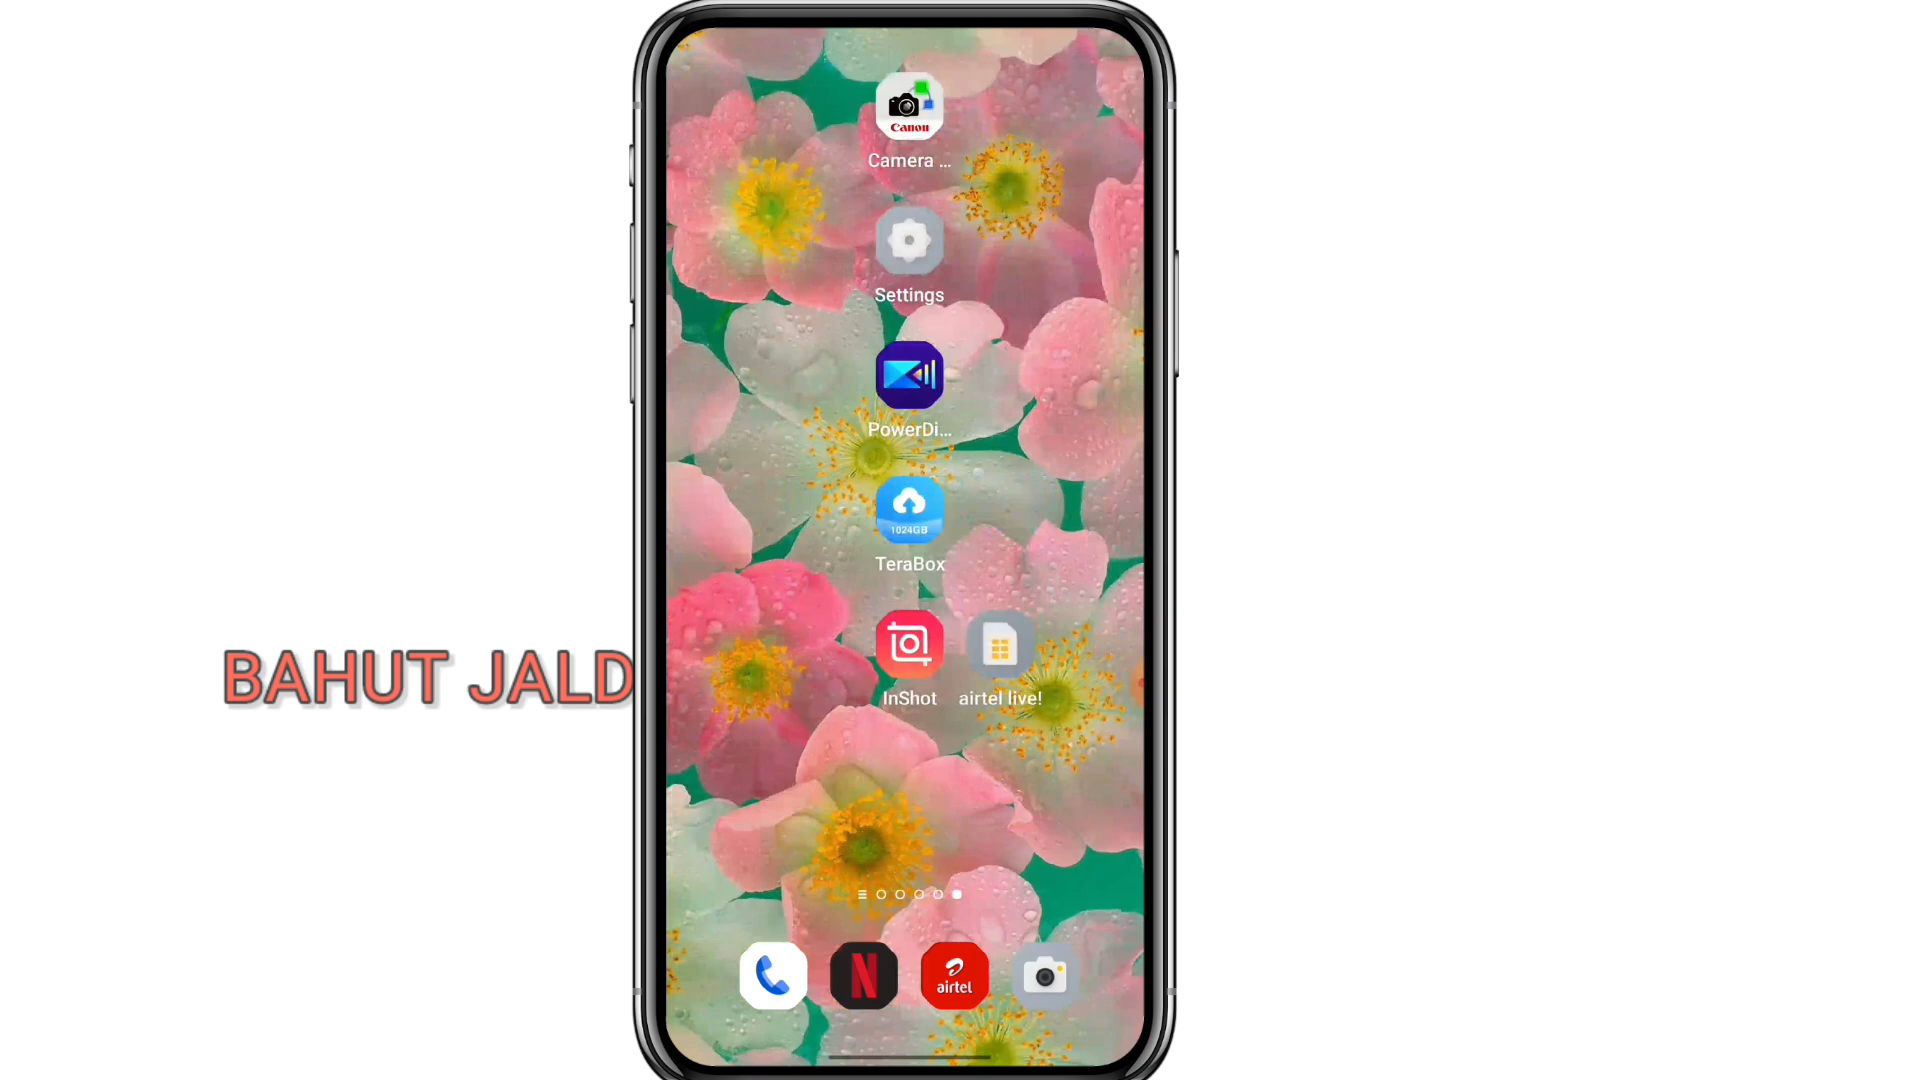 Canon
Camera ...
Settings
PowerDi...
1024GB
TeraBox
InShot
airtel live!
BAHUT JALD
N
airtel